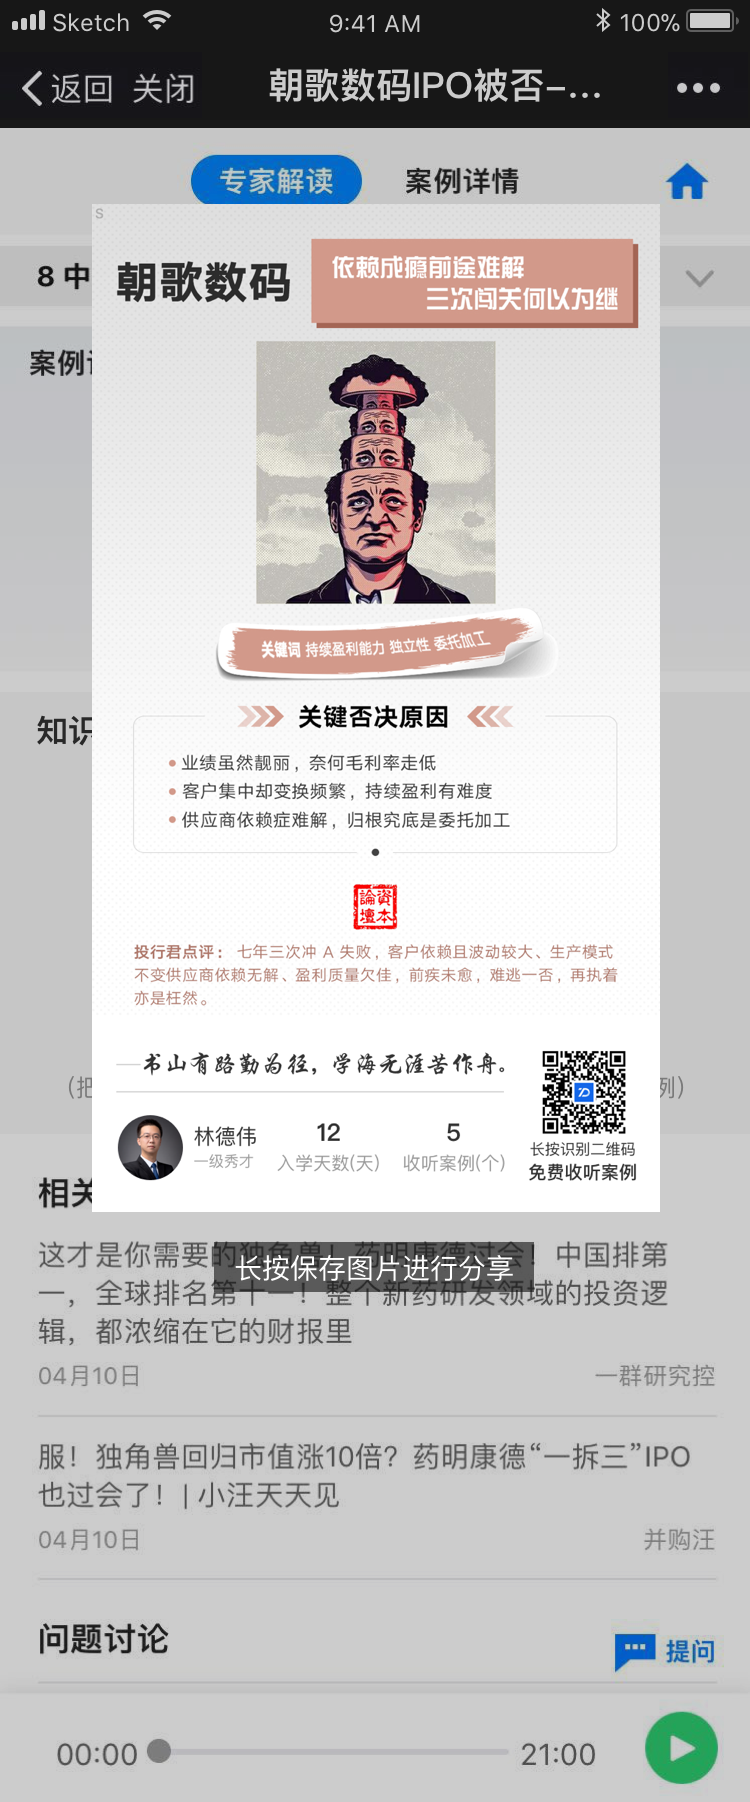 Sketch 9:41 AM 100%
返回 关闭 朝歌数码IPO被否-...
专家解读 案例详情
S
8 中
朝歌数码
依赖成瘾前途难解
三次闯关何以为继
案例
关键词 持续盈利能力 独立性 委托加工
关键否决原因
知识
业绩虽然靓丽，奈何毛利率走低
客户集中却变换频繁，持续盈利有难度
供应商依赖症难解，归根究底是委托加工
論資
壇本
投行君点评： 七年三次冲 A 失败，客户依赖且波动较大、生产模式
不变供应商依赖无解、盈利质量欠佳，前疾未愈，难逃一否，再执着
亦是枉然。
一书山有路勤为径，学海无涯苦作舟。
（把
例）
林德伟
一级秀才
12
入学天数(天)
5
收听案例(个)
长按识别二维码
免费收听案例
相关
这才是你需要的独角兽！药明康德过会！中国排第
一，全球排名第十一！整个新药研发领域的投资逻
辑，都浓缩在它的财报里
长按保存图片进行分享
04月10日 一群研究控
服！独角兽回归市值涨10倍？药明康德“一拆三”IPO
也过会了！| 小汪天天见
04月10日 并购汪
问题讨论
提问
00:00 21:00